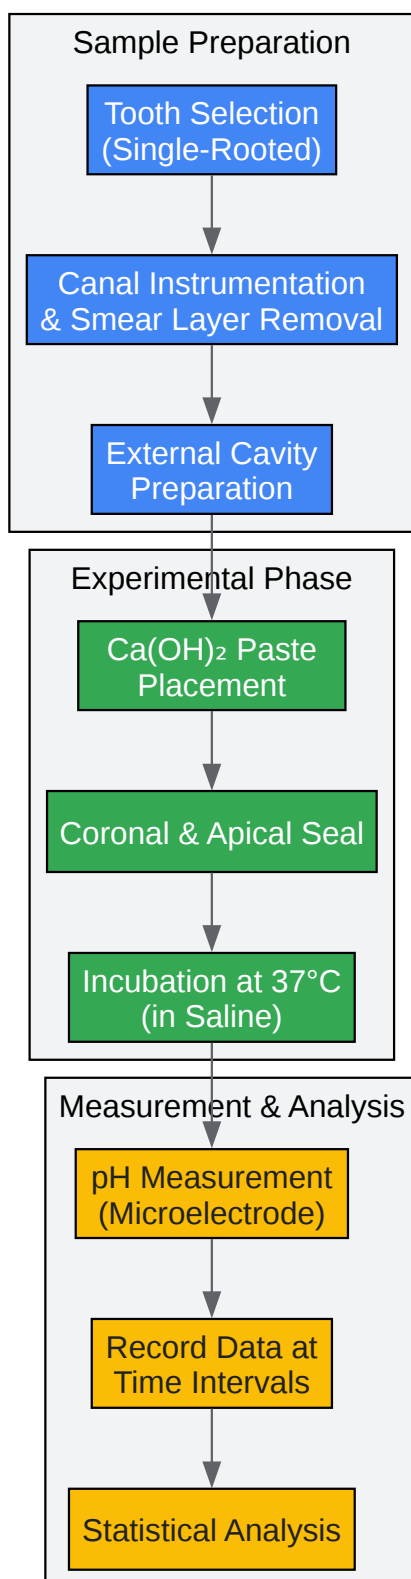 Sample Preparation
Tooth Selection
(Single-Rooted)
Canal Instrumentation
& Smear Layer Removal
External Cavity
Preparation
Experimental Phase
Ca(OH)₂ Paste
Placement
Coronal & Apical Seal
Incubation at 37°C
(in Saline)
Measurement & Analysis
pH Measurement
(Microelectrode)
Record Data at
Time Intervals
Statistical Analysis